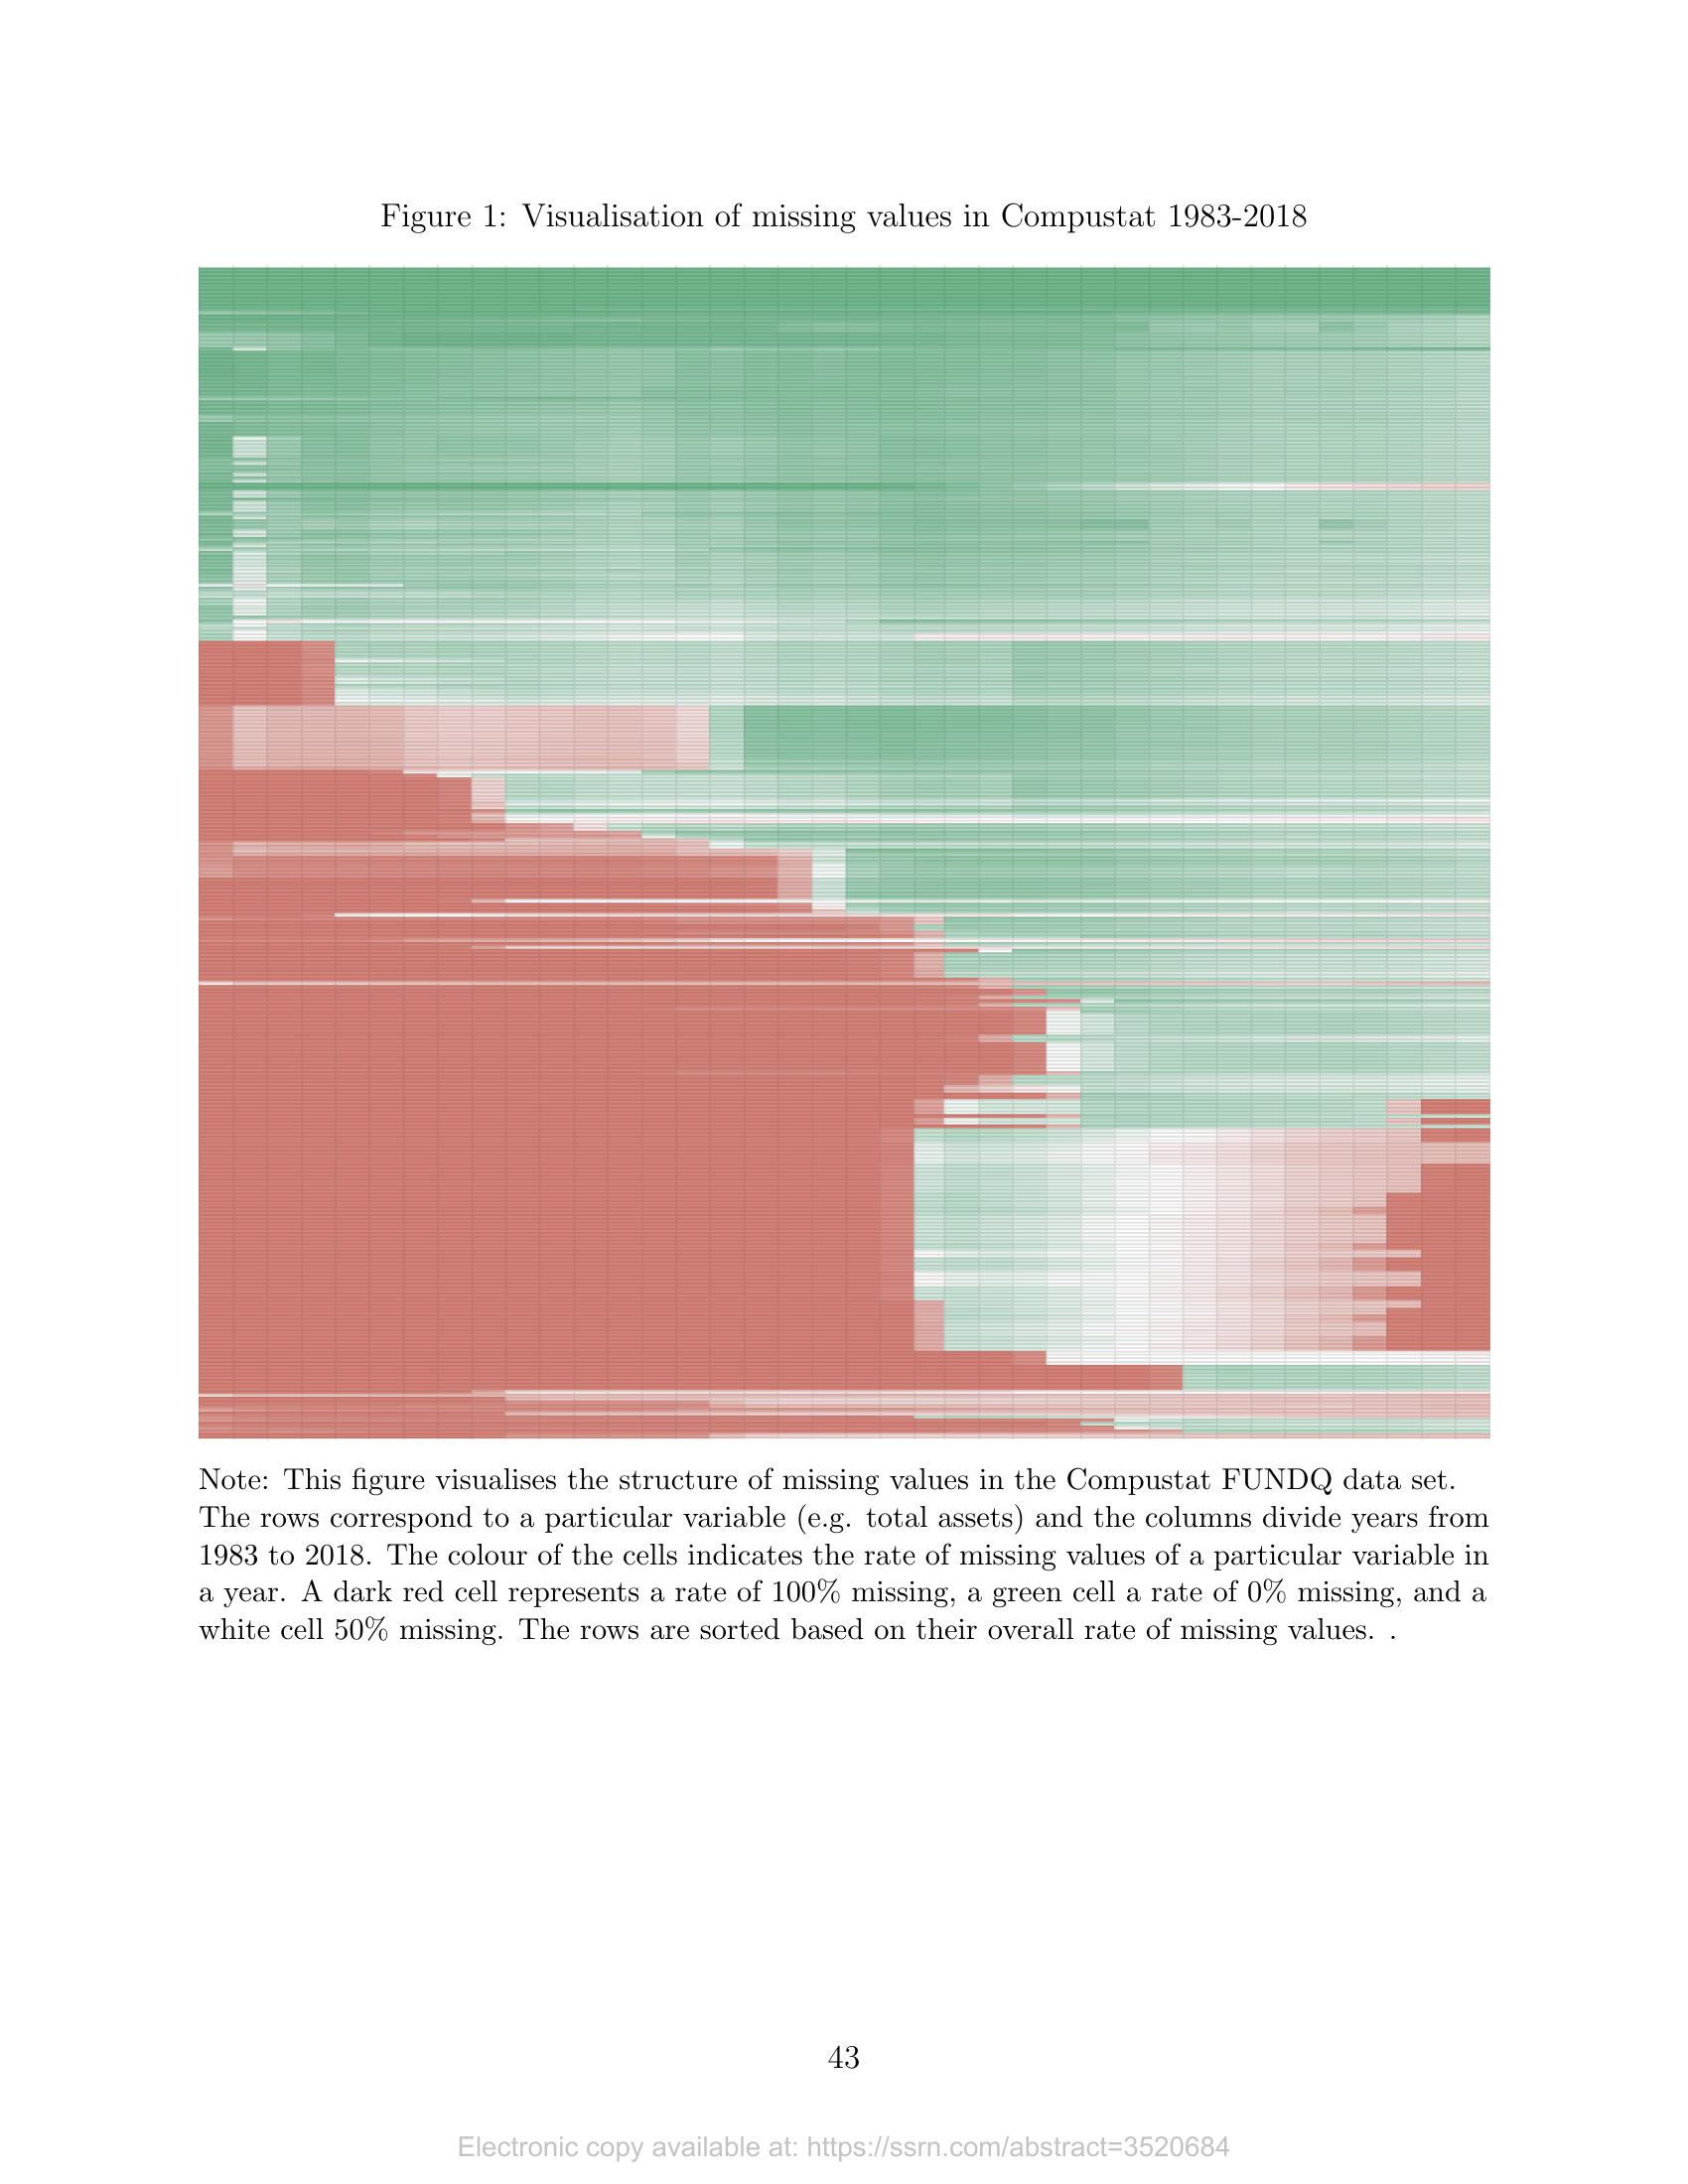 Figure 1: Visualisation of missing values in Compustat 1983-2018
Note: This figure visualises the structure of missing values in the Compustat FUNDQ data set.
The rows correspond to a particular variable (e.g. total assets) and the columns divide years from
1983 to 2018. The colour of the cells indicates the rate of missing values of a particular variable in
a year. A dark red cell represents a rate of 100% missing, a green cell a rate of 0% missing, and a
white cell 50% missing. The rows are sorted based on their overall rate of missing values. .
43
Electronic copy available at: https://ssrn.com/abstract=3520684